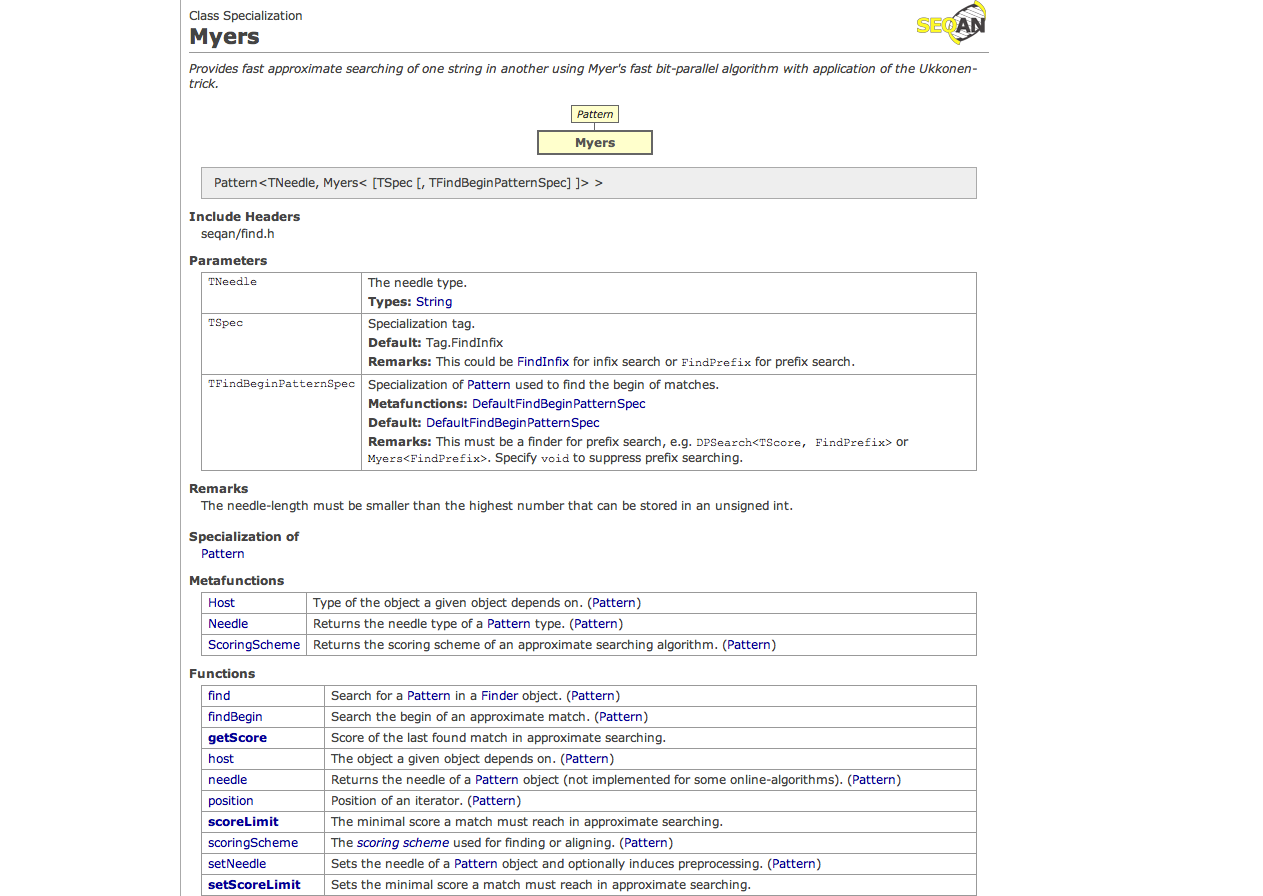 Class Specialization
SEQAN
Myers
Provides fast approximate searching of one string in another using Myer's fast bit-parallel algorithm with application of the Ukkonen-
trick.
Pattern
Myers
Pattern<TNeedle, Myers< [TSpec [, TFindBeginPatternSpec] ]> >
Include Headers
seqan/find.h
Parameters
TNeedle The needle type.
Types: String
TSpec Specialization tag.
Default: Tag.FindInfix
Remarks: This could be FindInfix for infix search or FindPrefix for prefix search.
TFindBeginPatternSpec Specialization of Pattern used to find the begin of matches.
Metafunctions: DefaultFindBeginPatternSpec
Default: DefaultFindBeginPatternSpec
Remarks: This must be a finder for prefix search, e.g. DPSearch<TScore, FindPrefix> or
Myers<FindPrefix>. Specify void to suppress prefix searching.
Remarks
The needle-length must be smaller than the highest number that can be stored in an unsigned int.
Specialization of
Pattern
Metafunctions
Host Type of the object a given object depends on. (Pattern)
Needle Returns the needle type of a Pattern type. (Pattern)
ScoringScheme Returns the scoring scheme of an approximate searching algorithm. (Pattern)
Functions
find Search for a Pattern in a Finder object. (Pattern)
findBegin Search the begin of an approximate match. (Pattern)
getScore Score of the last found match in approximate searching.
host The object a given object depends on. (Pattern)
needle Returns the needle of a Pattern object (not implemented for some online-algorithms). (Pattern)
position Position of an iterator. (Pattern)
scoreLimit The minimal score a match must reach in approximate searching.
scoringScheme The scoring scheme used for finding or aligning. (Pattern)
setNeedle Sets the needle of a Pattern object and optionally induces preprocessing. (Pattern)
setScoreLimit Sets the minimal score a match must reach in approximate searching.